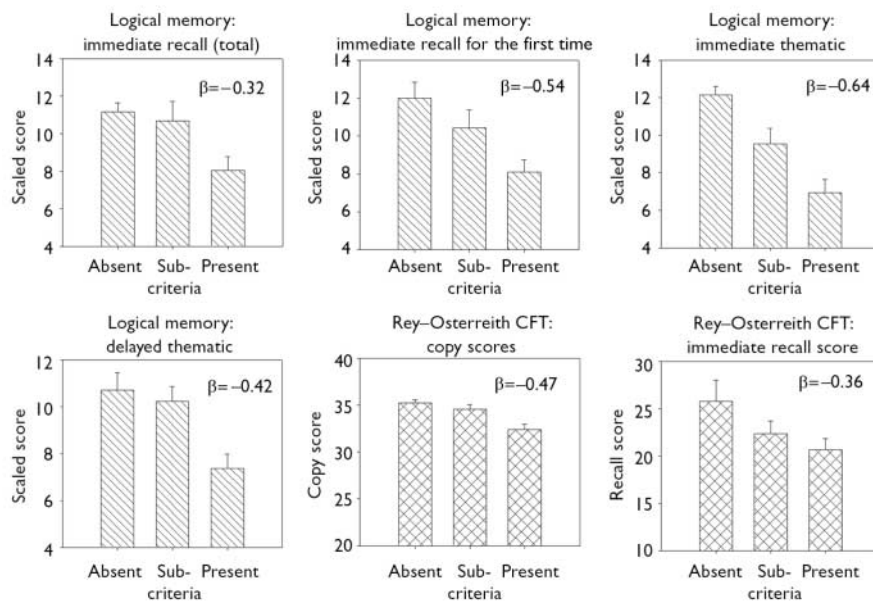 Logical memory:
immediate recall (total)
Scaled score
14
12
10
8
6
4
β=−0.32
Absent Sub- Present
criteria
Logical memory:
immediate recall for the first time
Scaled score
14
12
10
8
6
4
β=−0.54
Absent Sub- Present
criteria
Logical memory:
immediate thematic
Scaled score
14
12
10
8
6
4
β=−0.64
Absent Sub- Present
criteria
Logical memory:
delayed thematic
Scaled score
12
10
8
6
4
β=−0.42
Absent Sub- Present
criteria
Rey–Osterreith CFT:
copy scores
Copy score
40
35
30
25
20
β=−0.47
Absent Sub- Present
criteria
Rey–Osterreith CFT:
immediate recall score
Recall score
30
25
20
15
10
β=−0.36
Absent Sub- Present
criteria